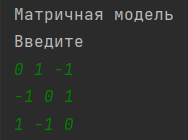 Матричная модель
Введите
0 1 -1
-1 0 1
1 -1 0